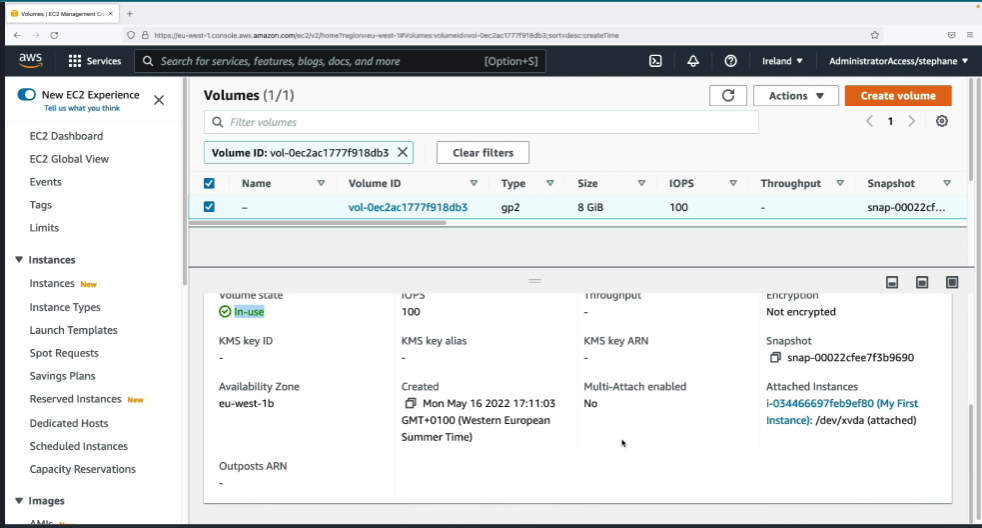 Volumes | EC2 Management Co
https://eu-west-1.console.aws.amazon.com/ec2/v2/home?region=eu-west-1#Volumes:volumeId=vol-0ec2ac1777f918db3;sort=desc:createTime
aws
Services
Search for services, features, blogs, docs, and more
[Option+S]
Ireland
AdministratorAccess/stephane
New EC2 Experience
Tell us what you think
EC2 Dashboard
EC2 Global View
Events
Tags
Limits
Instances
Instances New
Instance Types
Launch Templates
Spot Requests
Savings Plans
Reserved Instances New
Dedicated Hosts
Scheduled Instances
Capacity Reservations
Images
AMIs New
Volumes (1/1)
Actions
Create volume
Filter volumes
1
Volume ID: vol-0ec2ac1777f918db3
Clear filters
Name Volume ID Type Size IOPS Throughput Snapshot
– vol-0ec2ac1777f918db3 gp2 8 GiB 100 - snap-00022cf...
Volume state IOPS Throughput Encryption
In-use 100 - Not encrypted
KMS key ID KMS key alias KMS key ARN Snapshot
- - - snap-00022cfee7f3b9690
Availability Zone Created Multi-Attach enabled Attached Instances
eu-west-1b Mon May 16 2022 17:11:03 No i-034466697feb9ef80 (My First
GMT+0100 (Western European Instance): /dev/xvda (attached)
Summer Time)
Outposts ARN
-